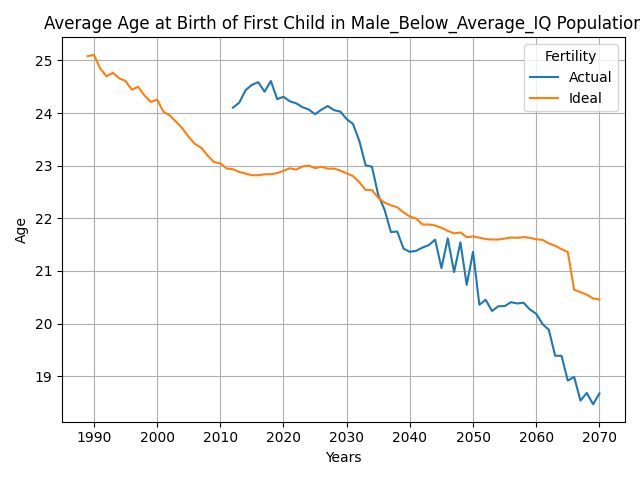 Average Age at Birth of First Child in Male_Below_Average_IQ Population
Fertility
Actual
Ideal
Age
25
24
23
22
21
20
19
1990
2000
2010
2020
2030
2040
2050
2060
2070
Years